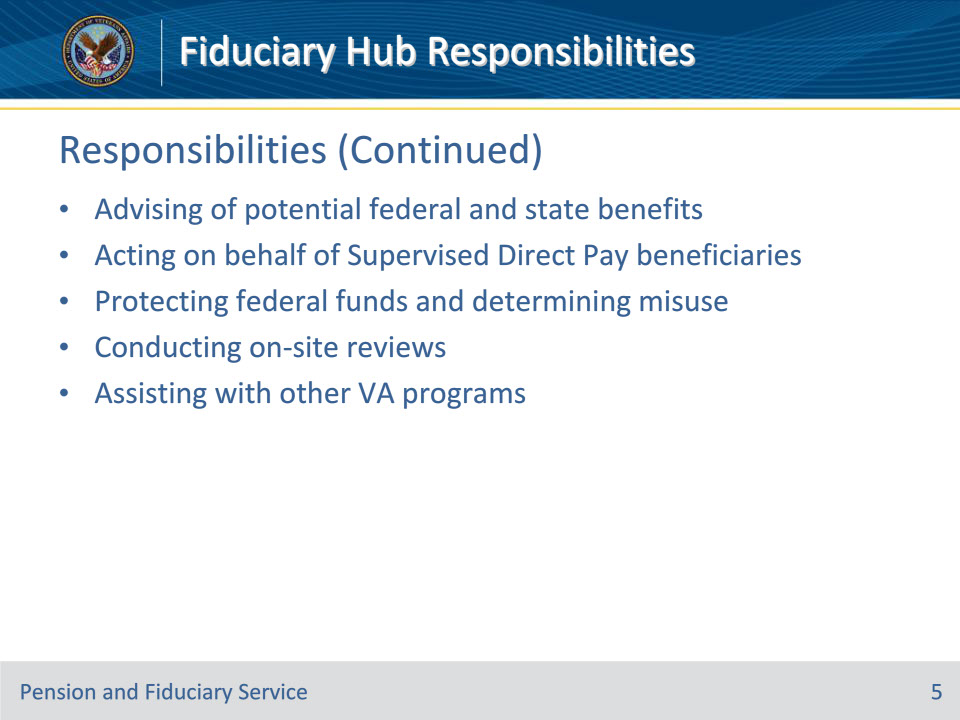 Fiduciary Hub Responsibilities
Responsibilities (Continued)
• Advising of potential federal and state benefits
• Acting on behalf of Supervised Direct Pay beneficiaries
• Protecting federal funds and determining misuse
• Conducting on-site reviews
• Assisting with other VA programs
Pension and Fiduciary Service
5